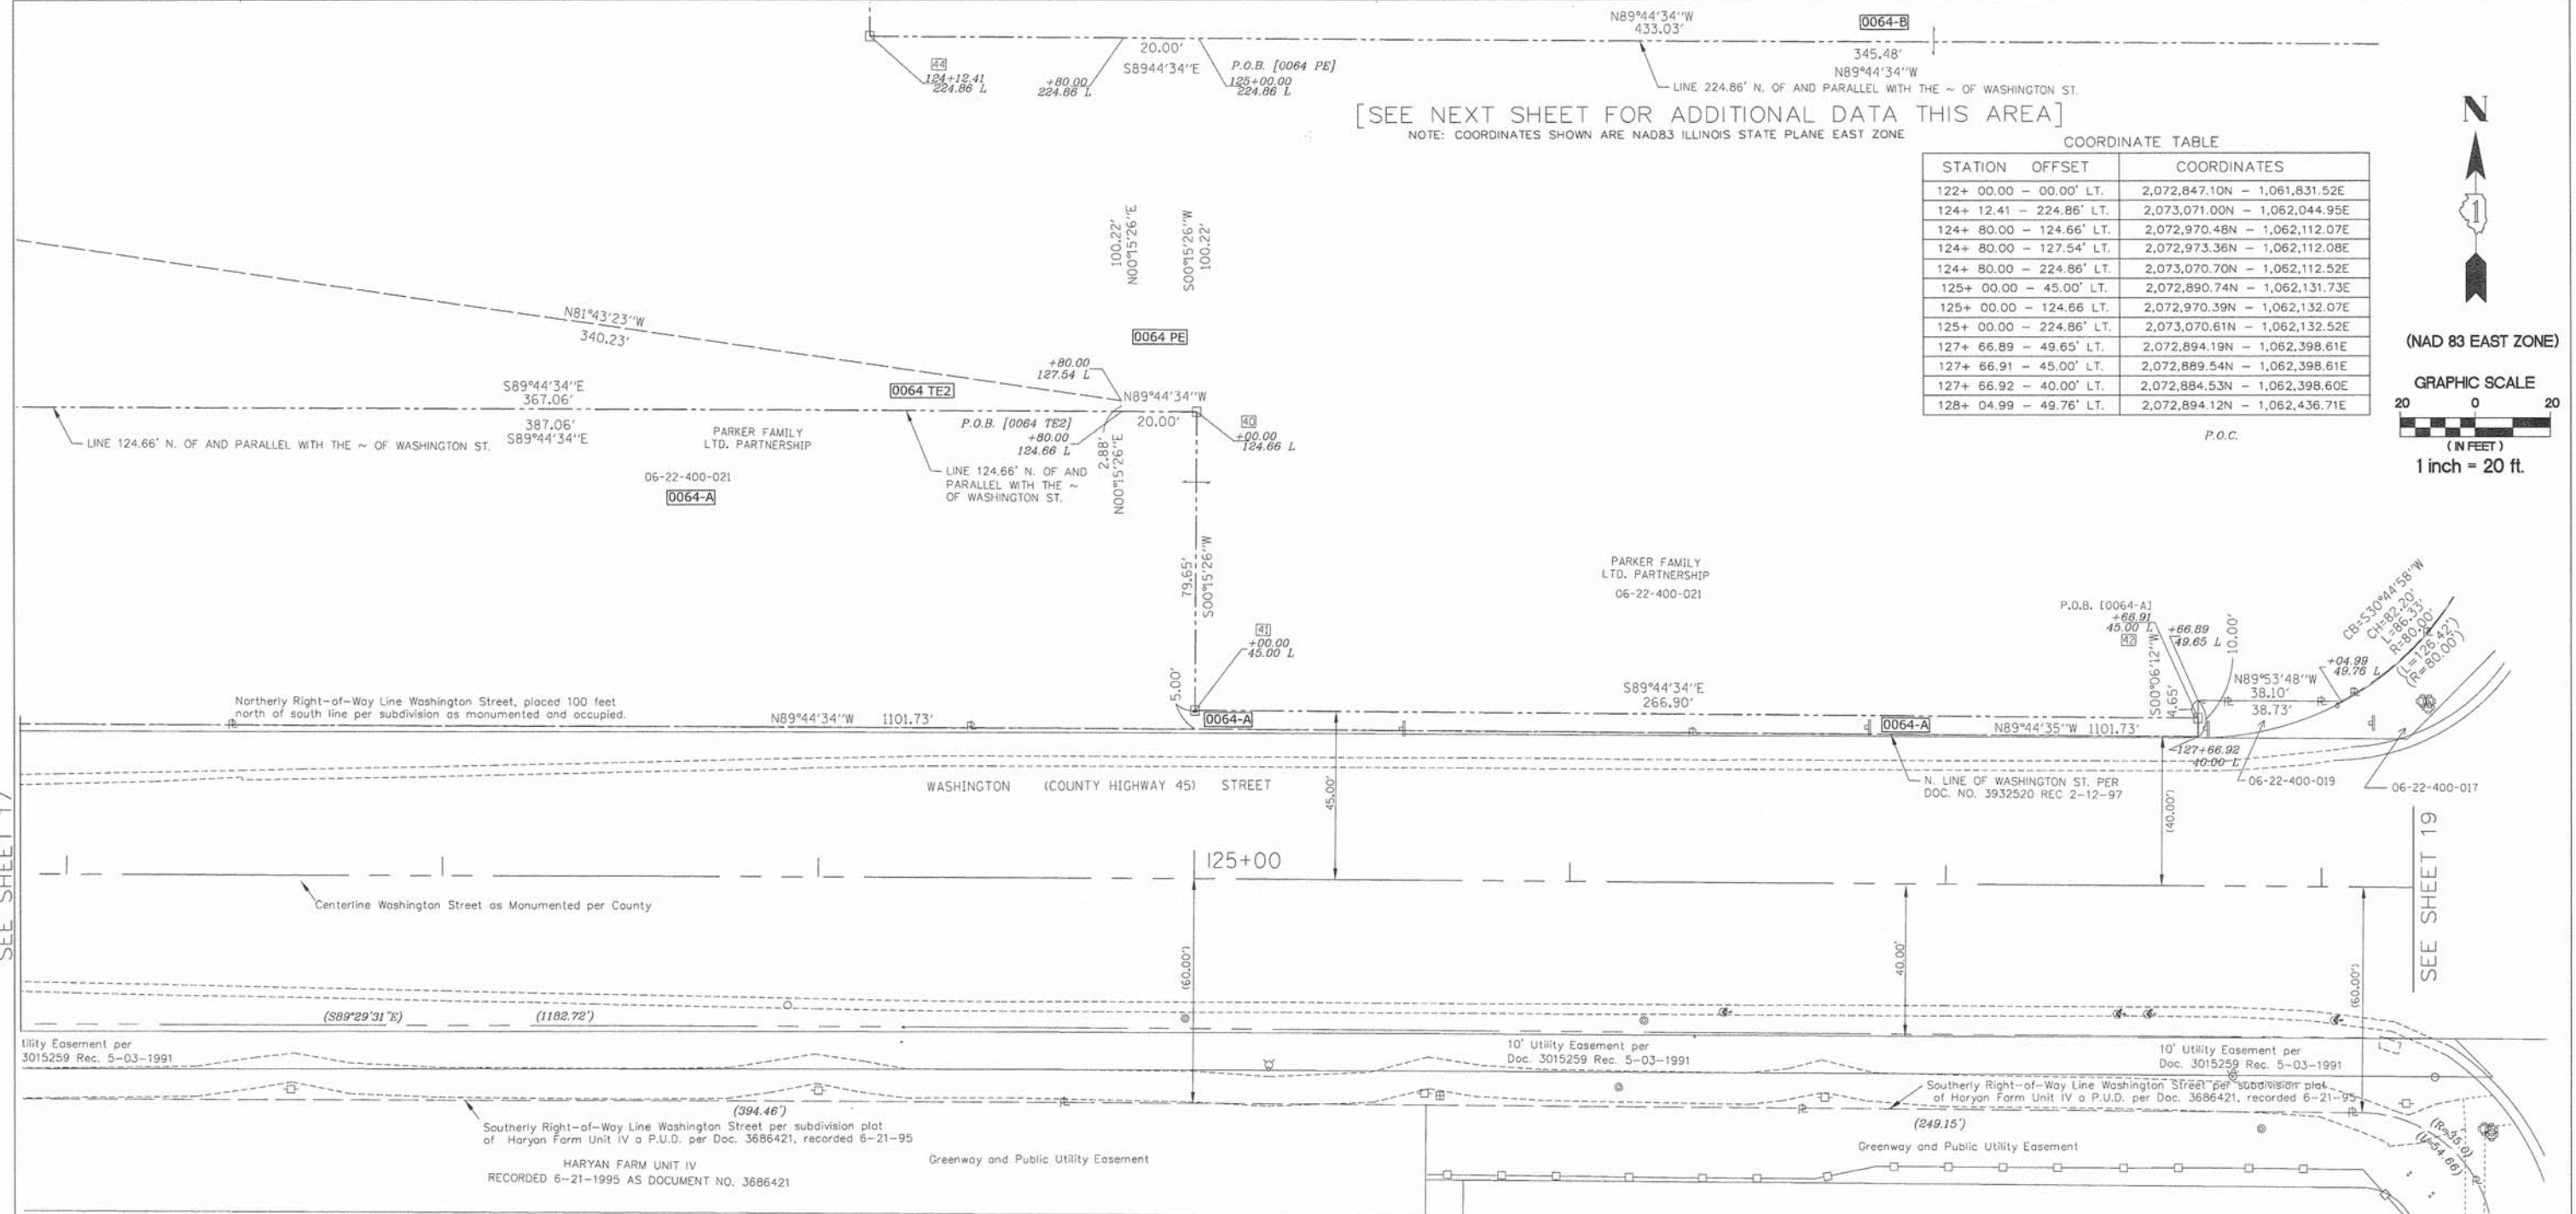 N89°44'34"W
433.03'
0064-B
345.48'
N89°44'34"W
20.00'
S8944'34"E
P.O.B. [0064 PE]
125+00.00
224.86 L
44
124+12.41
224.86 L
+80.00
224.86 L
LINE 224.86' N. OF AND PARALLEL WITH THE ~ OF WASHINGTON ST.
[SEE NEXT SHEET FOR ADDITIONAL DATA THIS AREA]
NOTE: COORDINATES SHOWN ARE NAD83 ILLINOIS STATE PLANE EAST ZONE
COORDINATE TABLE
STATION OFFSET COORDINATES
122+ 00.00 - 00.00' LT. 2,072,847.10N - 1,061,831.52E
124+ 12.41 - 224.86' LT. 2,073,071.00N - 1,062,044.95E
124+ 80.00 - 124.66' LT. 2,072,970.48N - 1,062,112.07E
124+ 80.00 - 127.54' LT. 2,072,973.36N - 1,062,112.08E
124+ 80.00 - 224.86' LT. 2,073,070.70N - 1,062,112.52E
125+ 00.00 - 45.00' LT. 2,072,890.74N - 1,062,131.73E
125+ 00.00 - 124.66 LT. 2,072,970.39N - 1,062,132.07E
125+ 00.00 - 224.86' LT. 2,073,070.61N - 1,062,132.52E
127+ 66.89 - 49.65' LT. 2,072,894.19N - 1,062,398.61E
127+ 66.91 - 45.00' LT. 2,072,889.54N - 1,062,398.61E
127+ 66.92 - 40.00' LT. 2,072,884.53N - 1,062,398.60E
128+ 04.99 - 49.76' LT. 2,072,894.12N - 1,062,436.71E
P.O.C.
N
1
(NAD 83 EAST ZONE)
GRAPHIC SCALE
20 0 20
( IN FEET )
1 inch = 20 ft.
100.22'
N00°15'26"E
S00°15'26"W
100.22'
0064 PE
N81°43'23"W
340.23'
+80.00
127.54 L
S89°44'34"E
367.06'
0064 TE2
N89°44'34"W
20.00'
387.06'
S89°44'34"E
LINE 124.66' N. OF AND PARALLEL WITH THE ~ OF WASHINGTON ST.
PARKER FAMILY
LTD. PARTNERSHIP
06-22-400-021
0064-A
P.O.B. [0064 TE2]
+80.00
124.66 L
2.88'
N00°15'26"E
40
+00.00
124.66 L
LINE 124.66' N. OF AND
PARALLEL WITH THE ~
OF WASHINGTON ST.
79.65'
S00°15'26"W
41
+00.00
45.00 L
PARKER FAMILY
LTD. PARTNERSHIP
06-22-400-021
P.O.B. [0064-A]
+66.91
45.00 L
42
+66.89
49.65 L
S00°06'12"W
4.65'
10.00'
CB=S30°44'58"W
CH=82.20'
L=86.33'
R=80.00'
(L=126.42')
(R=80.00')
N89°53'48"W
38.10'
38.73'
+04.99
49.76 L
Northerly Right-of-Way Line Washington Street, placed 100 feet
north of south line per subdivision as monumented and occupied.
N89°44'34"W 1101.73'
5.00'
0064-A
S89°44'34"E
266.90'
0064-A
N89°44'35"W 1101.73'
127+66.92
40.00 L
06-22-400-019
06-22-400-017
N. LINE OF WASHINGTON ST. PER
DOC. NO. 3932520 REC 2-12-97
WASHINGTON (COUNTY HIGHWAY 45) STREET
45.00'
(40.00')
SEE SHEET 17
SEE SHEET 19
125+00
Centerline Washington Street as Monumented per County
(60.00')
40.00'
(60.00')
(S89°29'31"E)
(1182.72')
tility Easement per
3015259 Rec. 5-03-1991
10' Utility Easement per
Doc. 3015259 Rec. 5-03-1991
10' Utility Easement per
Doc. 3015259 Rec. 5-03-1991
Southerly Right-of-Way Line Washington Street per subdivision plat
of Haryan Farm Unit IV a P.U.D. per Doc. 3686421, recorded 6-21-95
(394.46')
Southerly Right-of-Way Line Washington Street per subdivision plat
of Haryan Farm Unit IV a P.U.D. per Doc. 3686421, recorded 6-21-95
(249.15')
Greenway and Public Utility Easement
HARYAN FARM UNIT IV
RECORDED 6-21-1995 AS DOCUMENT NO. 3686421
Greenway and Public Utility Easement
(L=54.66)